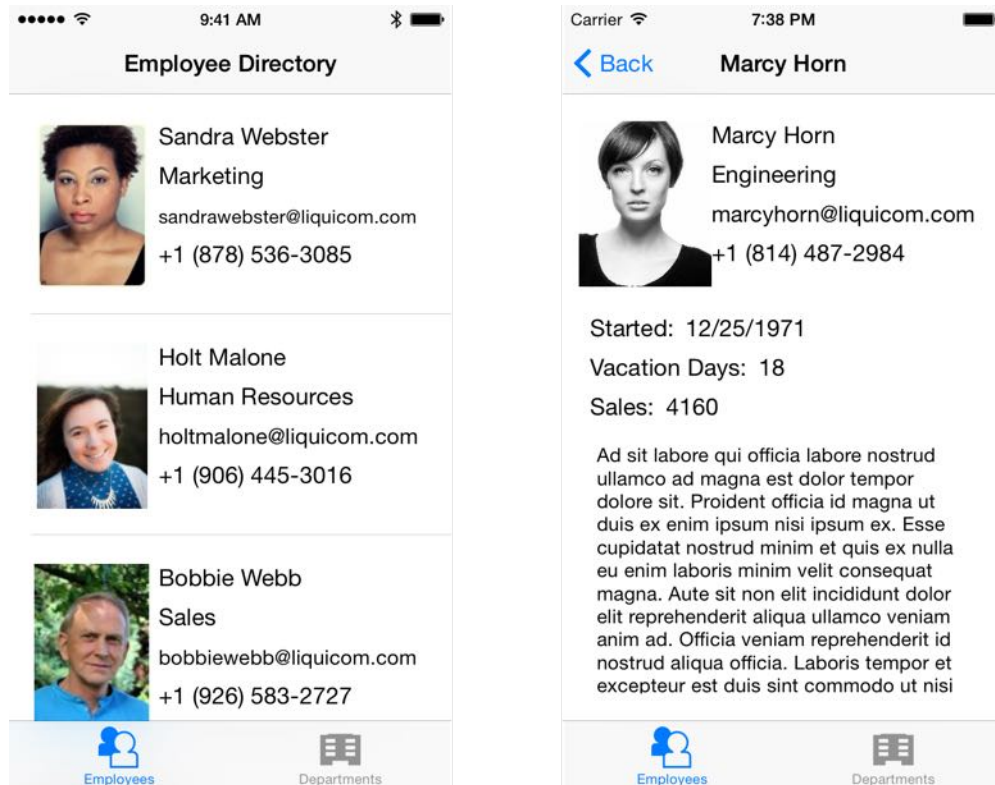 9:41 AM
Employee Directory
Sandra Webster
Marketing
sandrawebster@liquicom.com
+1 (878) 536-3085
Holt Malone
Human Resources
holtmalone@liquicom.com
+1 (906) 445-3016
Bobbie Webb
Sales
bobbiewebb@liquicom.com
+1 (926) 583-2727
Employees
Departments
Carrier
7:38 PM
Back
Marcy Horn
Marcy Horn
Engineering
marcyhorn@liquicom.com
+1 (814) 487-2984
Started: 12/25/1971
Vacation Days: 18
Sales: 4160
Ad sit labore qui officia labore nostrud
ullamco ad magna est dolor tempor
dolore sit. Proident officia id magna ut
duis ex enim ipsum nisi ipsum ex. Esse
cupidatat nostrud minim et quis ex nulla
eu enim laboris minim velit consequat
magna. Aute sit non elit incididunt dolor
elit reprehenderit aliqua ullamco veniam
anim ad. Officia veniam reprehenderit id
nostrud aliqua officia. Laboris tempor et
excepteur est duis sint commodo ut nisi
Employees
Departments